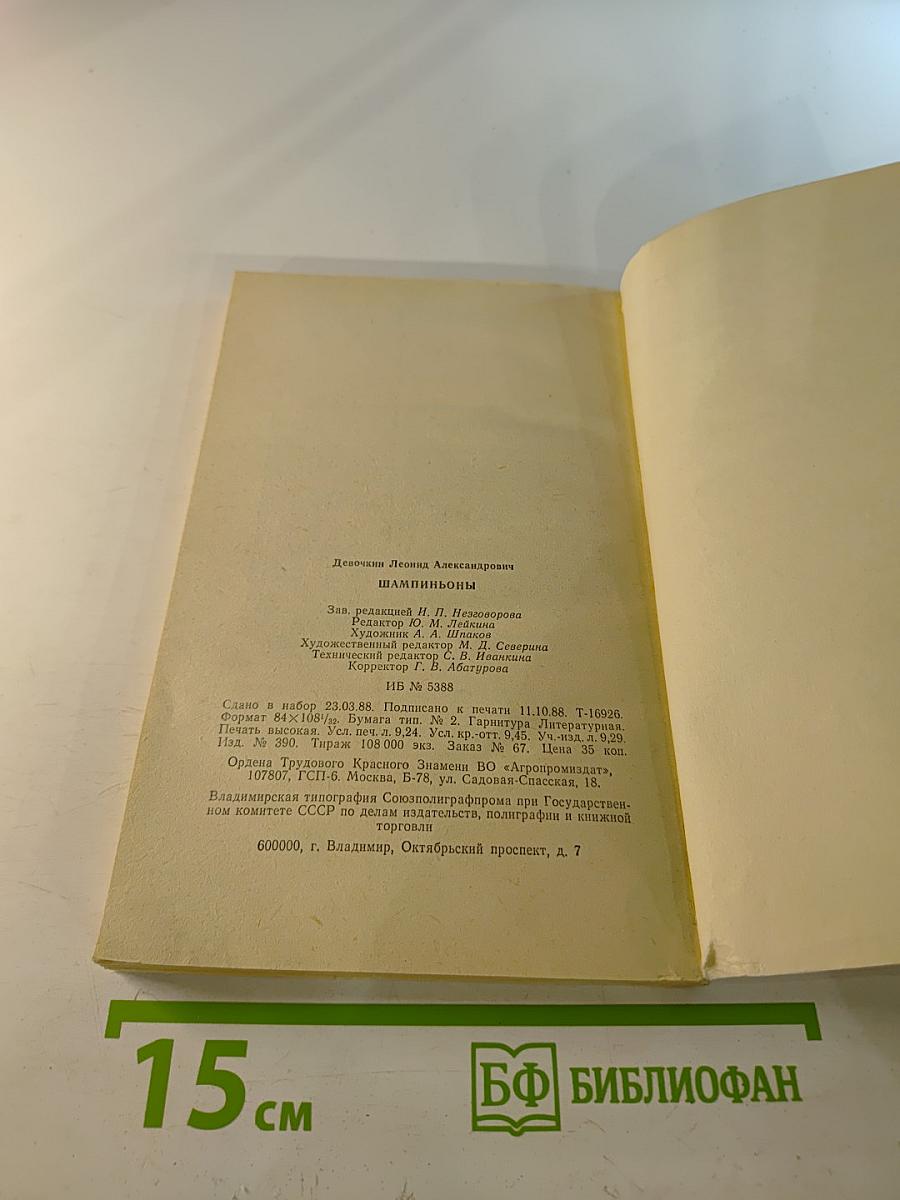 Девочкин Леонид Александрович
ШАМПИНЬОНЫ
Зав. редакцией И. П. Незговорова
Редактор Ю. М. Лейкина
Художник А. А. Шпаков
Художественный редактор М. Д. Северина
Технический редактор С. В. Иванкина
Корректор Г. В. Абатурова
ИБ № 5388
Сдано в набор 23.03.88. Подписано к печати 11.10.88. Т-16926.
Формат 84×108¹/₃₂. Бумага тип. № 2. Гарнитура Литературная.
Печать высокая. Усл. печ. л. 9,24. Усл. кр.-отт. 9,45. Уч.-изд. л. 9,29.
Изд. № 390. Тираж 108 000 экз. Заказ № 67. Цена 35 коп.
Ордена Трудового Красного Знамени ВО «Агропромиздат»,
107807, ГСП-6. Москва, Б-78, ул. Садовая-Спасская, 18.
Владимирская типография Союзполиграфпрома при Государствен-
ном комитете СССР по делам издательств, полиграфии и книжной
торговли
600000, г. Владимир, Октябрьский проспект, д. 7
15 см
БФ БИБЛИОФАН